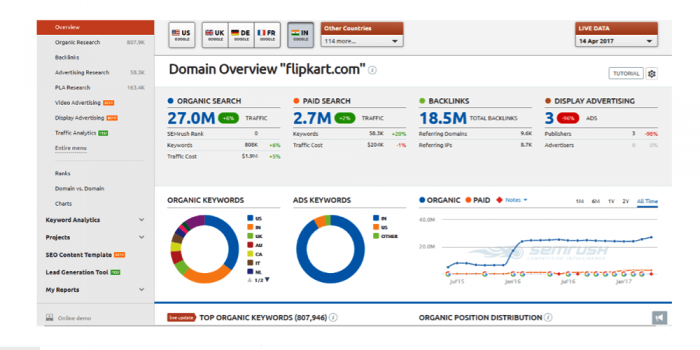 Overview
Organic Research 807.9K
Backlinks
Advertising Research 58.3K
PLA Research 163.4K
Video Advertising BETA
Display Advertising BETA
Traffic Analytics
Entire menu
Ranks
Domain vs. Domain
Charts
Keyword Analytics
Projects
SEO Content Template BETA
Lead Generation Tool
My Reports
Online demo
US GOOGLE UK GOOGLE DE GOOGLE FR GOOGLE IN GOOGLE
Other Countries
114 more...
LIVE DATA
14 Apr 2017
Domain Overview "flipkart.com"
TUTORIAL
ORGANIC SEARCH
27.0M +6% TRAFFIC
SEMrush Rank 0
Keywords 808K +6%
Traffic Cost $1.9M +5%
PAID SEARCH
2.7M +2% TRAFFIC
Keywords 58.3K +20%
Traffic Cost $204K -1%
BACKLINKS
18.5M TOTAL BACKLINKS
Referring Domains 9.6K
Referring IPs 8.7K
DISPLAY ADVERTISING
3 -96% ADS
Publishers 3 -96%
Advertisers 0 0%
ORGANIC KEYWORDS
US
IN
UK
AU
CA
IT
NL
1/2
ADS KEYWORDS
IN
US
OTHER
ORGANIC PAID Notes 1M 6M 1Y 2Y All Time
40.0M
20.0M
SEMRUSH
Jul'15 Jan'16 Jul'16 Jan'17
live update TOP ORGANIC KEYWORDS (807,946)
ORGANIC POSITION DISTRIBUTION